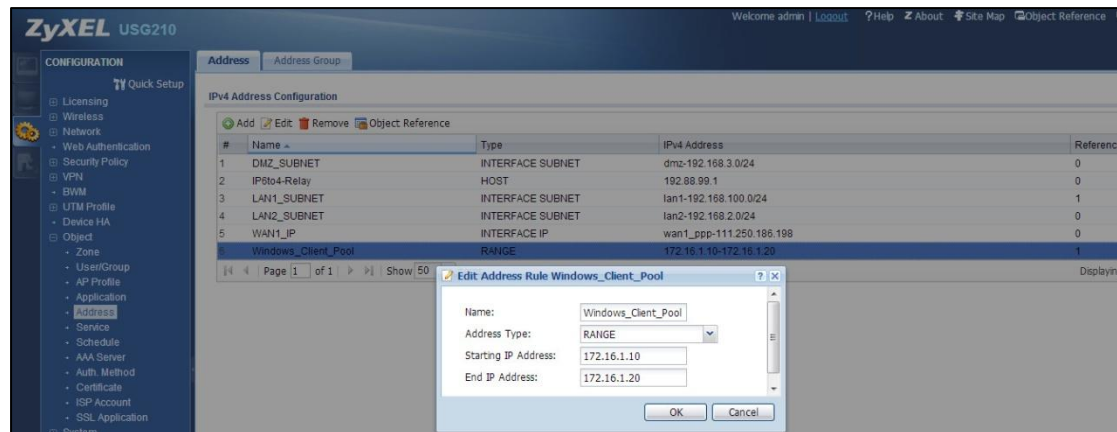 ZyXEL USG210
Welcome admin | Logout ?Help Z About Site Map Object Reference
CONFIGURATION
Quick Setup
Licensing
Wireless
Network
Web Authentication
Security Policy
VPN
BWM
UTM Profile
Device HA
Object
Zone
User/Group
AP Profile
Application
Address
Service
Schedule
AAA Server
Auth. Method
Certificate
ISP Account
SSL Application
System
Address Address Group
IPv4 Address Configuration
Add Edit Remove Object Reference
# Name Type IPv4 Address Referenc
1 DMZ_SUBNET INTERFACE SUBNET dmz-192.168.3.0/24 0
2 IP6to4-Relay HOST 192.88.99.1 0
3 LAN1_SUBNET INTERFACE SUBNET lan1-192.168.100.0/24 1
4 LAN2_SUBNET INTERFACE SUBNET lan2-192.168.2.0/24 0
5 WAN1_IP INTERFACE IP wan1_ppp-111.250.186.198 0
6 Windows_Client_Pool RANGE 172.16.1.10-172.16.1.20 1
Page 1 of 1 Show 50 Displayin
Edit Address Rule Windows_Client_Pool ? X
Name: Windows_Client_Pool
Address Type: RANGE
Starting IP Address: 172.16.1.10
End IP Address: 172.16.1.20
OK Cancel